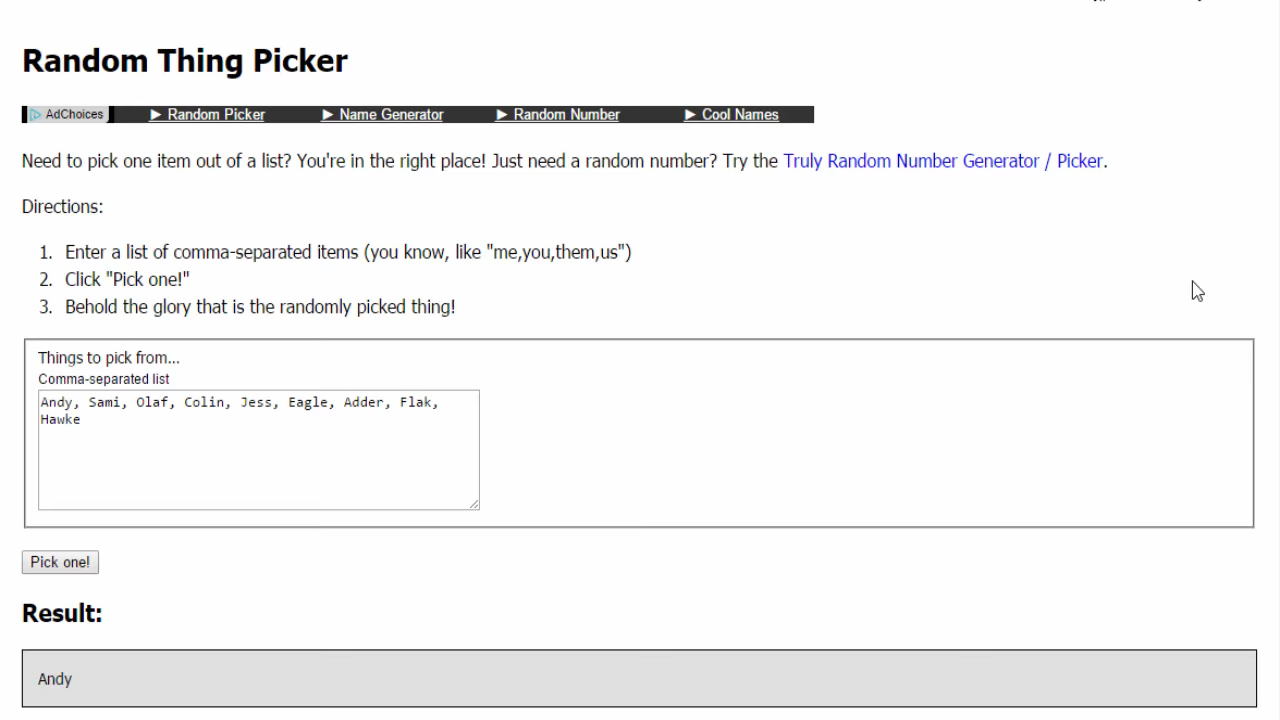 Random Thing Picker
AdChoices ► Random Picker ► Name Generator ► Random Number ► Cool Names
Need to pick one item out of a list? You're in the right place! Just need a random number? Try the Truly Random Number Generator / Picker.
Directions:
1. Enter a list of comma-separated items (you know, like "me,you,them,us")
2. Click "Pick one!"
3. Behold the glory that is the randomly picked thing!
Things to pick from...
Comma-separated list
Andy, Sami, Olaf, Colin, Jess, Eagle, Adder, Flak,
Hawke
Pick one!
Result:
Andy